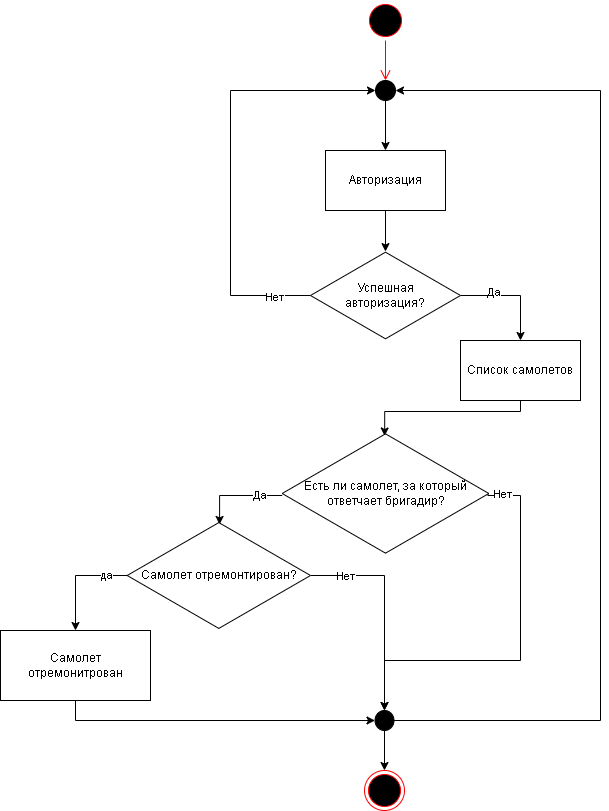 Авторизация
Успешная
авторизация?
Нет
Да
Список самолетов
Есть ли самолет, за который
ответчает бригадир?
Да
Нет
Самолет отремонтирован?
да
Нет
Самолет
отремонитрован